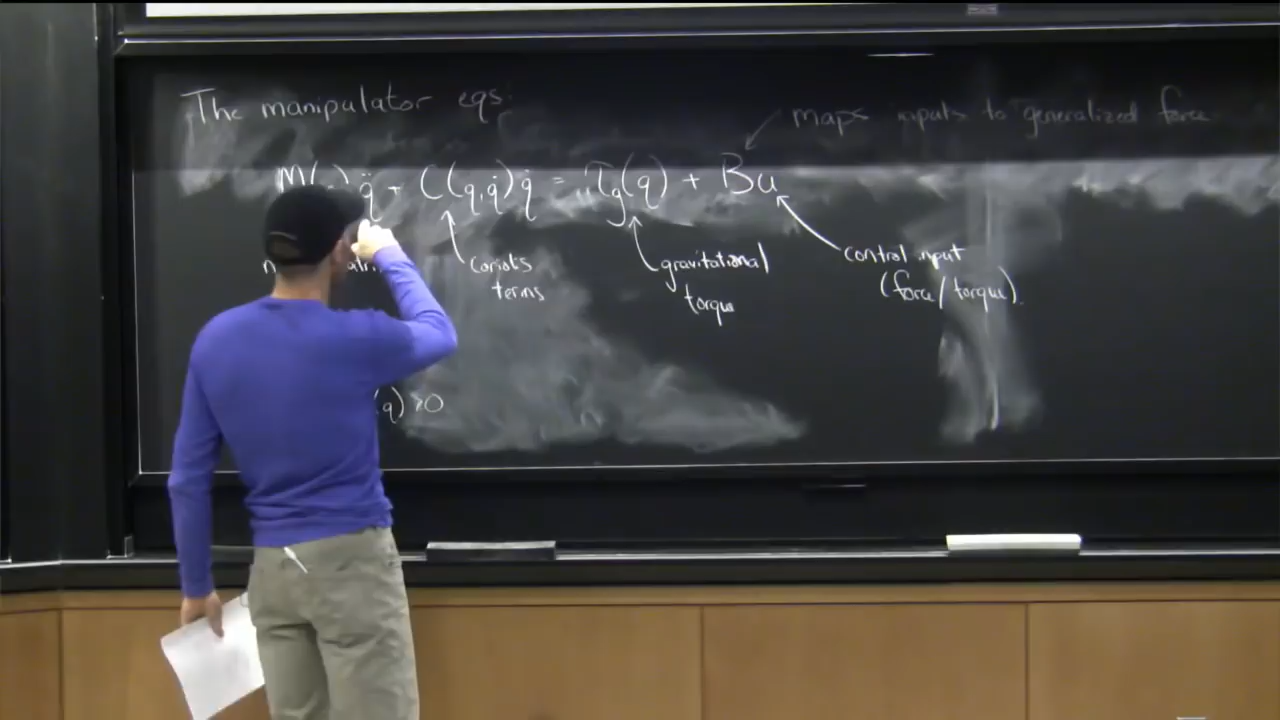 The manipulator eqs:
maps inputs to generalized force
M( ) q̈ + C(q,q̇)q̇ = τg(q) + Bu
coriolis terms
gravitational torque
control input (force/torque).
(q) >0